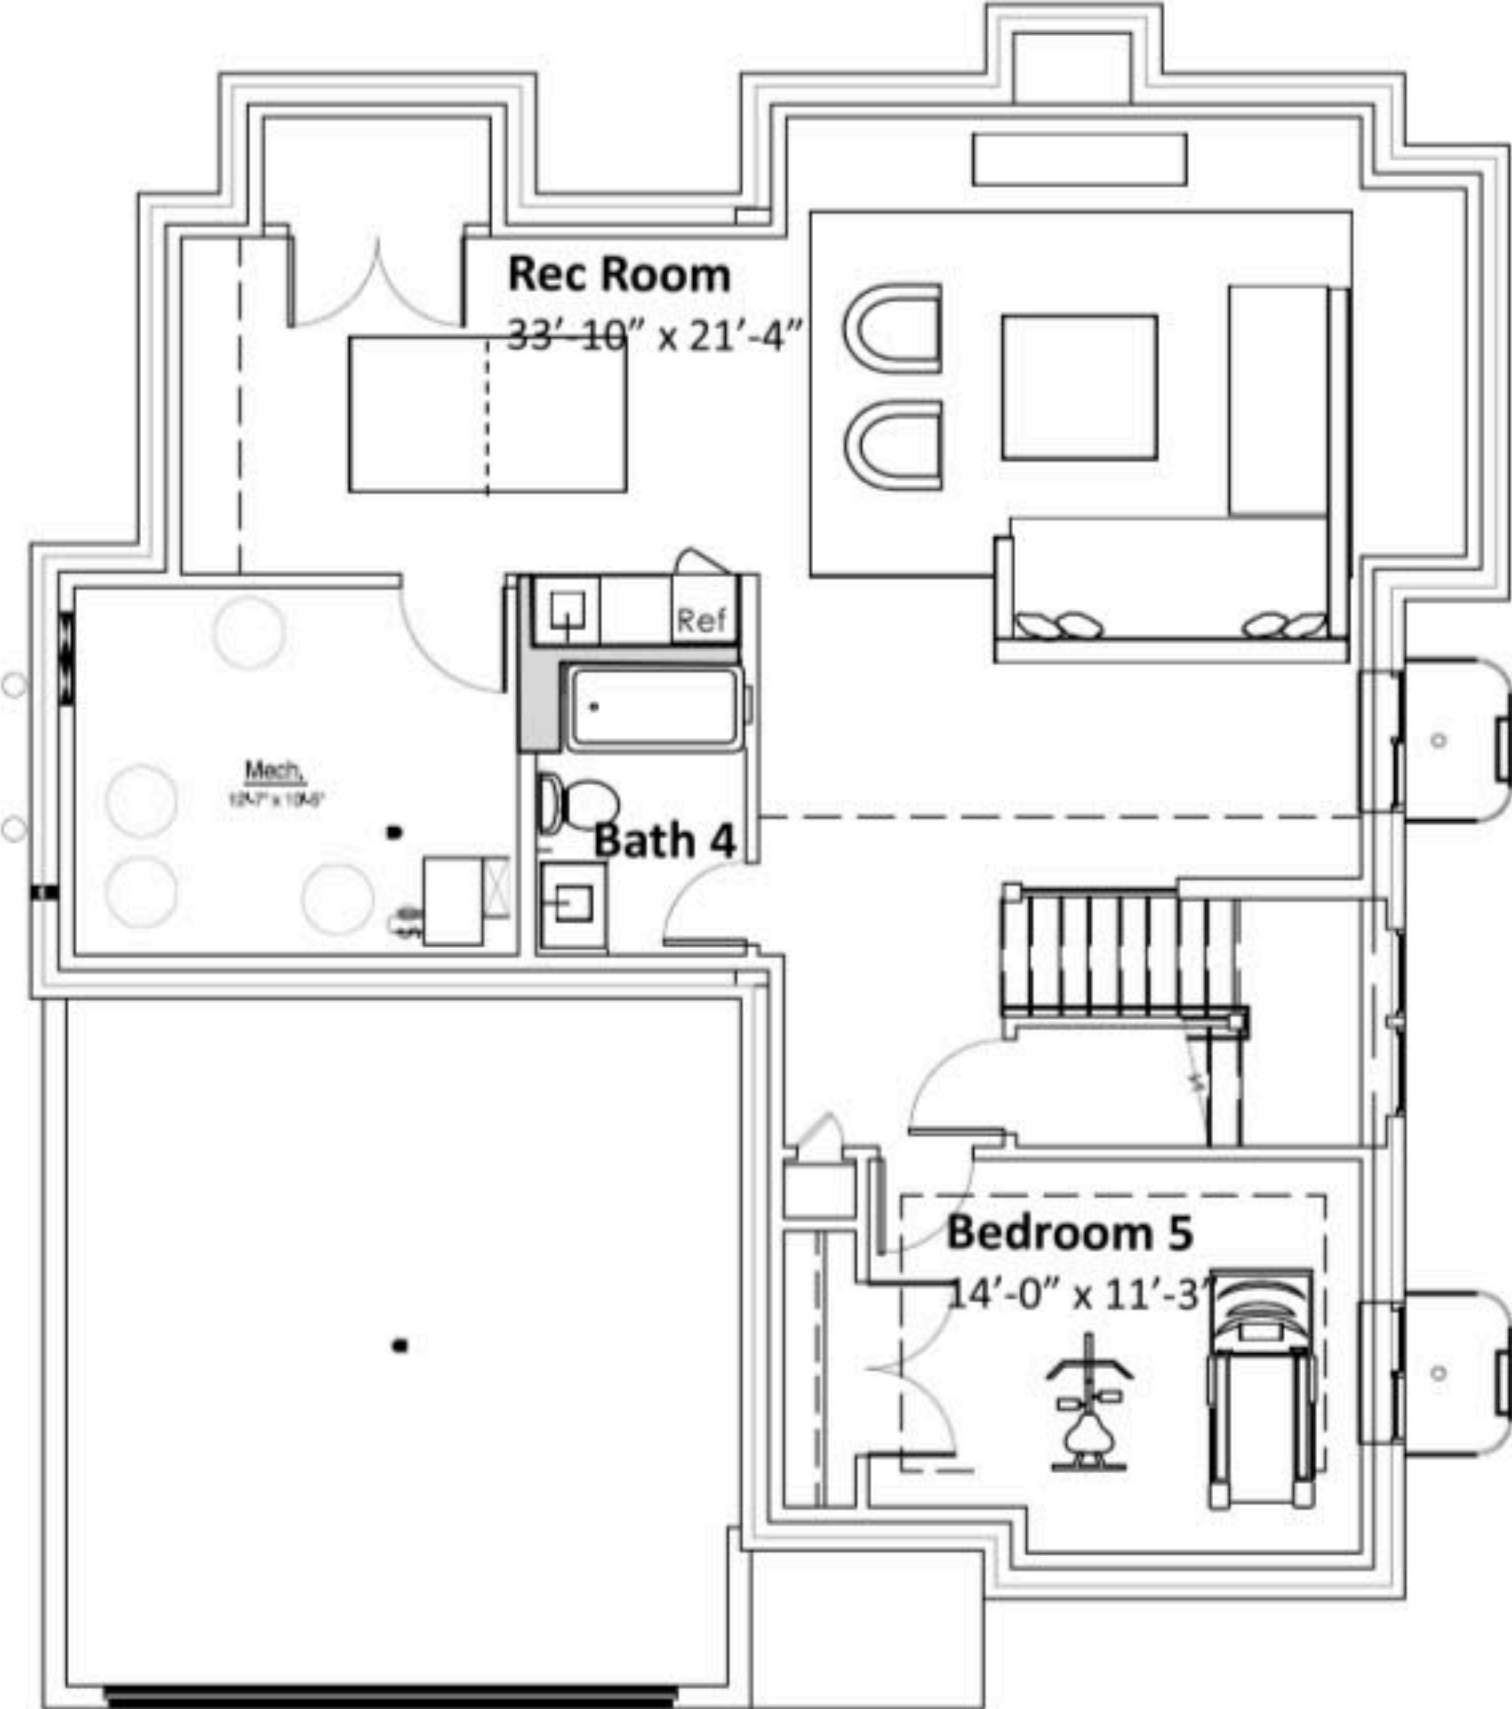 Rec Room
33’-10” x 21’-4”
Ref
Mech.
Bath 4
Bedroom 5
14’-0” x 11’-3”